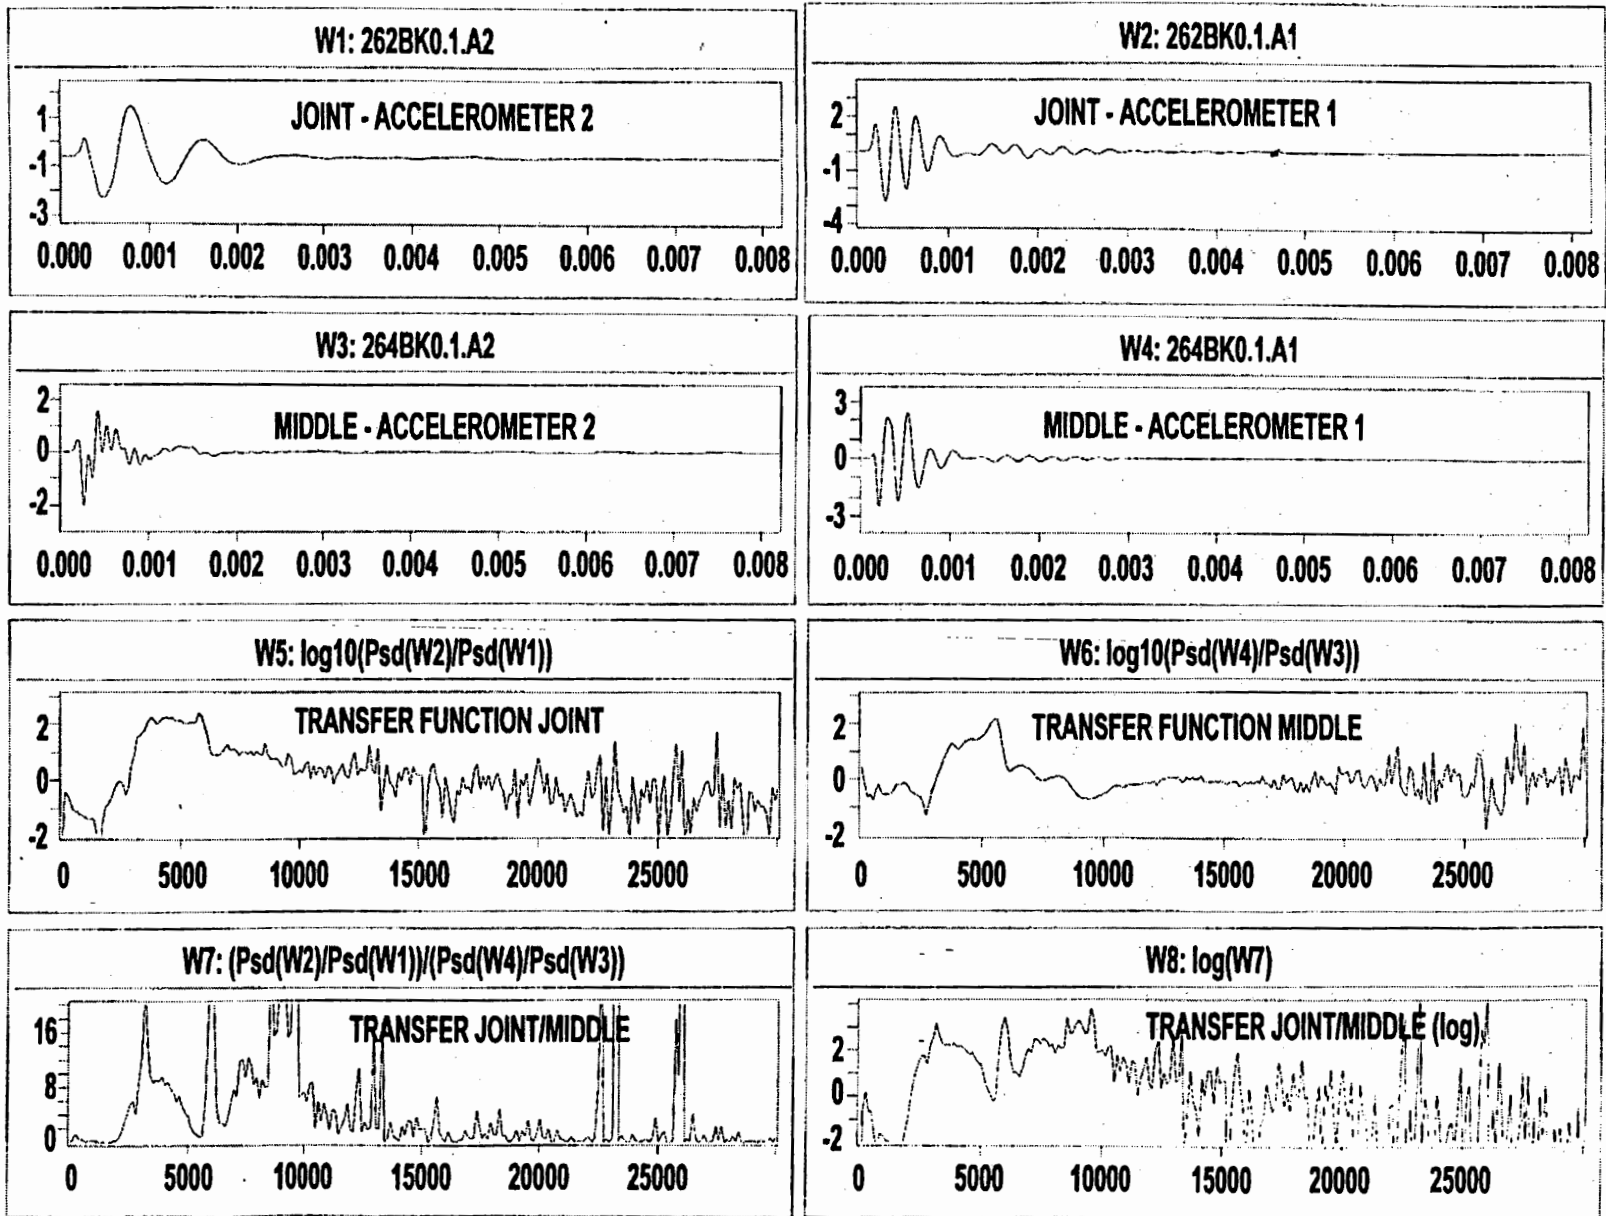 W1: 262BK0.1.A2
JOINT - ACCELEROMETER 2
1
-1
-3
0.000 0.001 0.002 0.003 0.004 0.005 0.006 0.007 0.008
W2: 262BK0.1.A1
JOINT - ACCELEROMETER 1
2
-1
-4
0.000 0.001 0.002 0.003 0.004 0.005 0.006 0.007 0.008
W3: 264BK0.1.A2
MIDDLE - ACCELEROMETER 2
2
0
-2
0.000 0.001 0.002 0.003 0.004 0.005 0.006 0.007 0.008
W4: 264BK0.1.A1
MIDDLE - ACCELEROMETER 1
3
0
-3
0.000 0.001 0.002 0.003 0.004 0.005 0.006 0.007 0.008
W5: log10(Psd(W2)/Psd(W1))
TRANSFER FUNCTION JOINT
2
0
-2
0 5000 10000 15000 20000 25000
W6: log10(Psd(W4)/Psd(W3))
TRANSFER FUNCTION MIDDLE
2
0
-2
0 5000 10000 15000 20000 25000
W7: (Psd(W2)/Psd(W1))/(Psd(W4)/Psd(W3))
TRANSFER JOINT/MIDDLE
16
8
0
0 5000 10000 15000 20000 25000
W8: log(W7)
TRANSFER JOINT/MIDDLE (log)
2
0
-2
0 5000 10000 15000 20000 25000